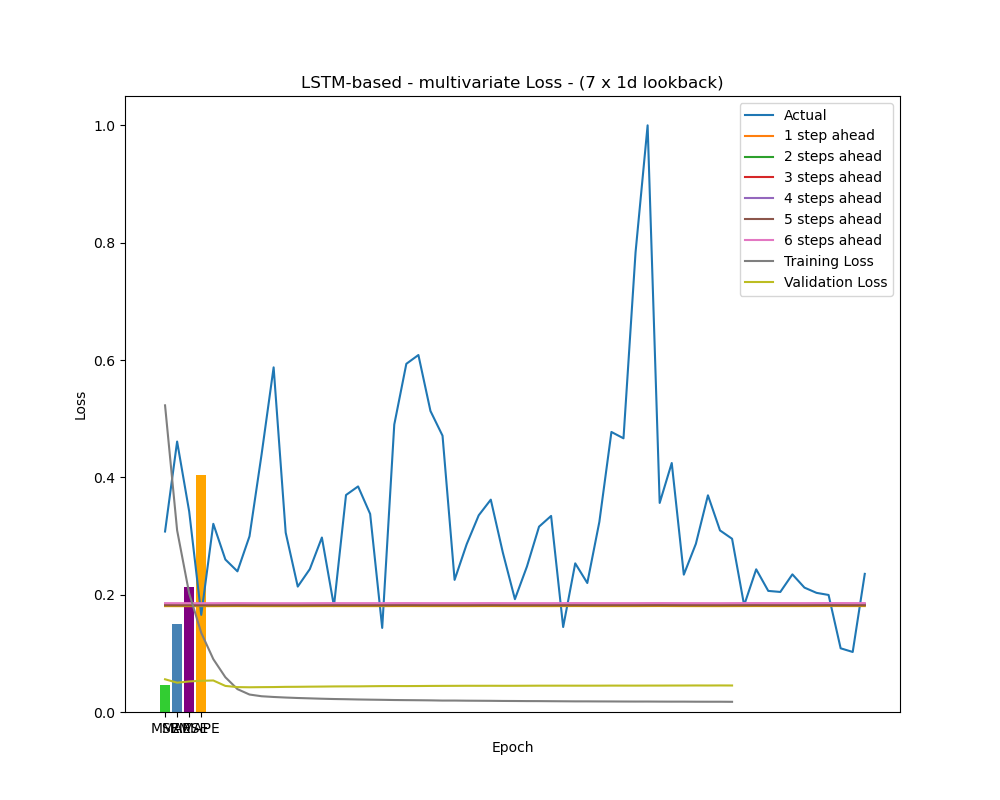 LSTM-based - multivariate Loss - (7 x 1d lookback)
Actual
1 step ahead
2 steps ahead
3 steps ahead
4 steps ahead
5 steps ahead
6 steps ahead
Training Loss
Validation Loss
1.0
0.8
0.6
0.4
0.2
0.0
Loss
Epoch